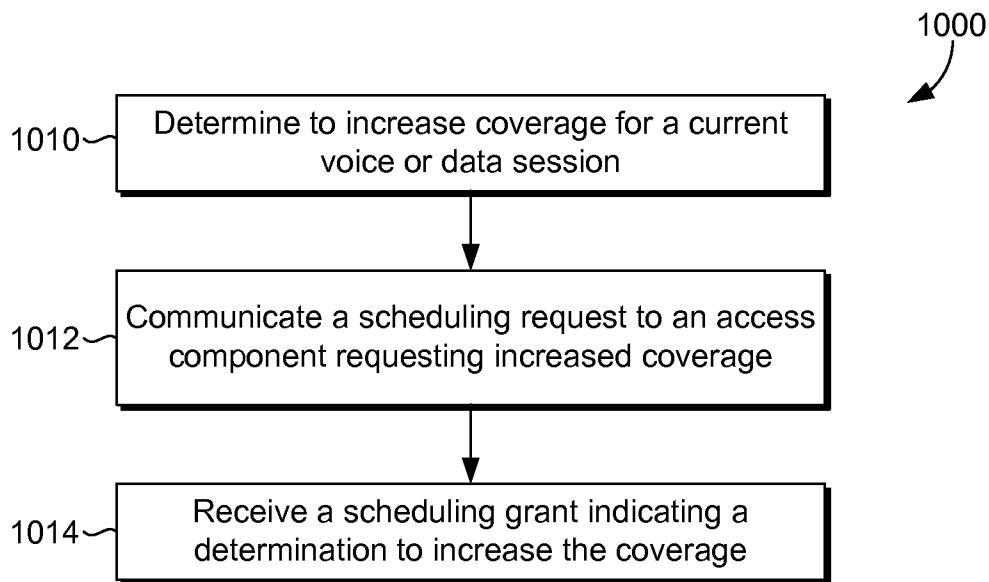 1000
1010
Determine to increase coverage for a current
voice or data session
1012
Communicate a scheduling request to an access
component requesting increased coverage
1014
Receive a scheduling grant indicating a
determination to increase the coverage